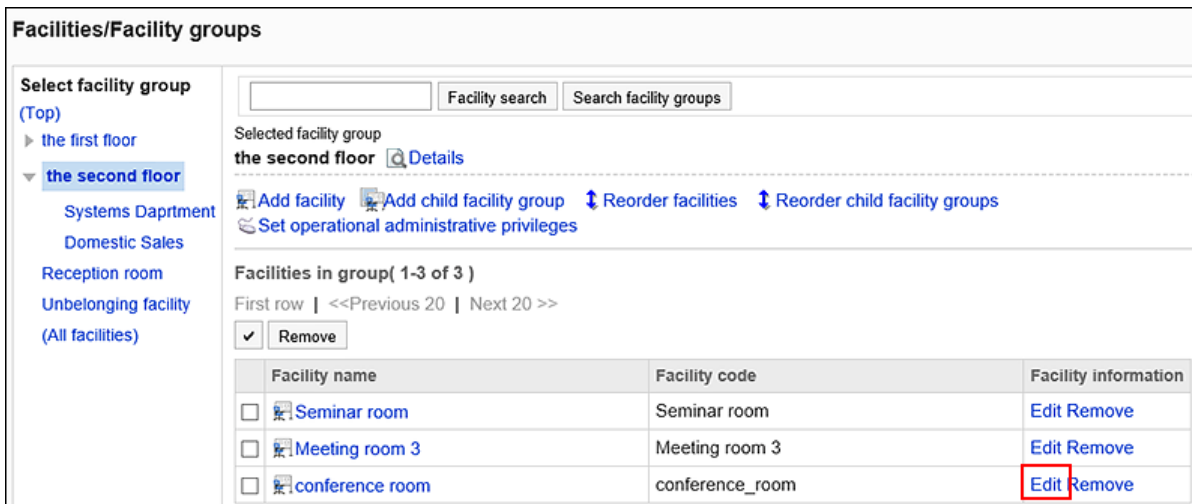 Facilities/Facility groups
Select facility group
(Top)
the first floor
the second floor
Systems Daprtment
Domestic Sales
Reception room
Unbelonging facility
(All facilities)
Facility search Search facility groups
Selected facility group
the second floor Details
Add facility Add child facility group Reorder facilities Reorder child facility groups
Set operational administrative privileges
Facilities in group( 1-3 of 3 )
First row | <<Previous 20 | Next 20 >>
Remove
Facility name Facility code Facility information
Seminar room Seminar room Edit Remove
Meeting room 3 Meeting room 3 Edit Remove
conference room conference_room Edit Remove